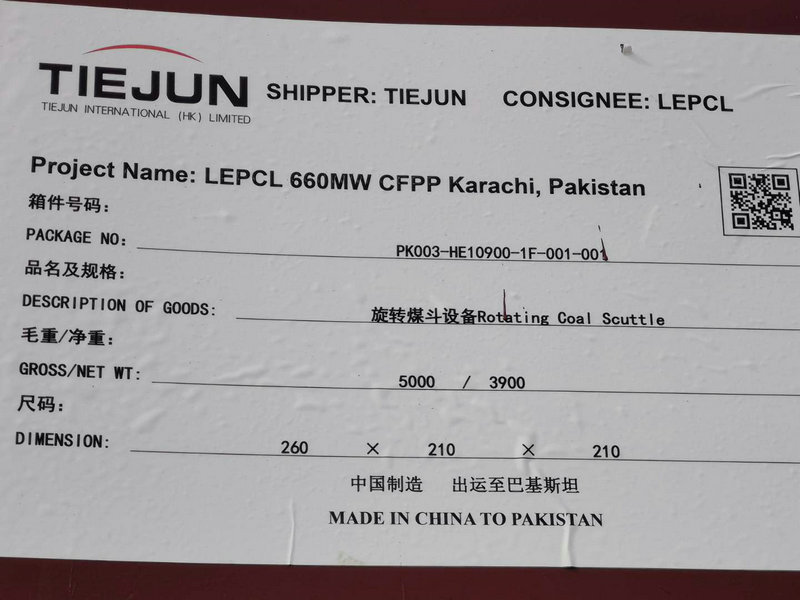 TIEJUN
TIEJUN INTERNATIONAL (HK) LIMITED
SHIPPER: TIEJUN CONSIGNEE: LEPCL
Project Name: LEPCL 660MW CFPP Karachi, Pakistan
箱件号码：
PACKAGE NO: PK003-HE10900-1F-001-001
品名及规格：
DESCRIPTION OF GOODS: 旋转煤斗设备Rotating Coal Scuttle
毛重/净重：
GROSS/NET WT: 5000 / 3900
尺码：
DIMENSION: 260 × 210 × 210
中国制造 出运至巴基斯坦
MADE IN CHINA TO PAKISTAN